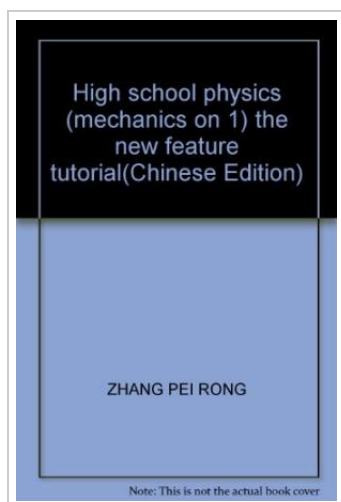 High school physics
(mechanics on 1) the
new feature
tutorial(Chinese Edition)
ZHANG PEI RONG
Note: This is not the actual book cover